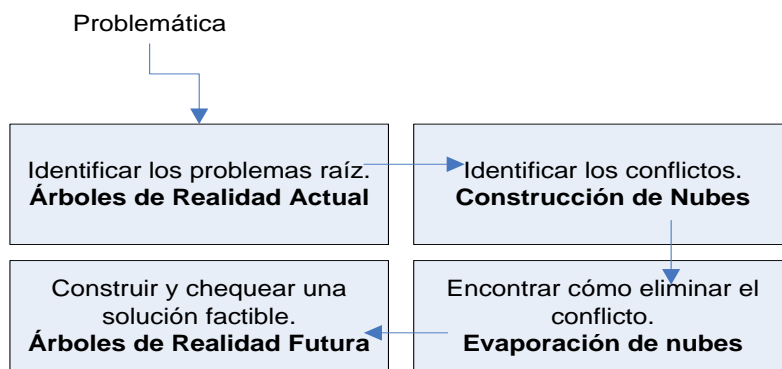 Problemática
Identificar los problemas raíz.
Árboles de Realidad Actual
Identificar los conflictos.
Construcción de Nubes
Encontrar cómo eliminar el
conflicto.
Evaporación de nubes
Construir y chequear una
solución factible.
Árboles de Realidad Futura